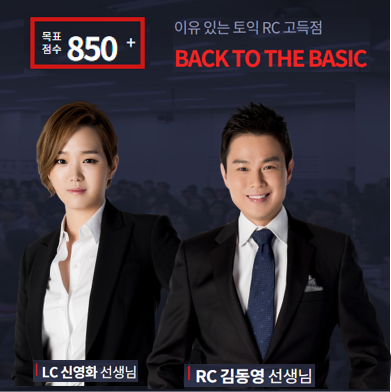 목표
점수 850 +
이유 있는 토익 RC 고득점
BACK TO THE BASIC
LC 신영화 선생님
RC 김동영 선생님